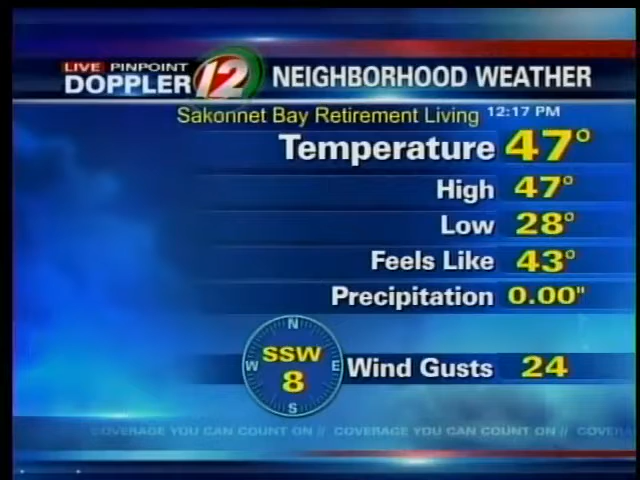 LIVE PINPOINT
DOPPLER 12 NEIGHBORHOOD WEATHER
Sakonnet Bay Retirement Living 12:17 PM
Temperature 47°
High 47°
Low 28°
Feels Like 43°
Precipitation 0.00"
N
W SSW E Wind Gusts 24
8
S
COVERAGE YOU CAN COUNT ON // COVERAGE YOU CAN COUNT ON // COVERA